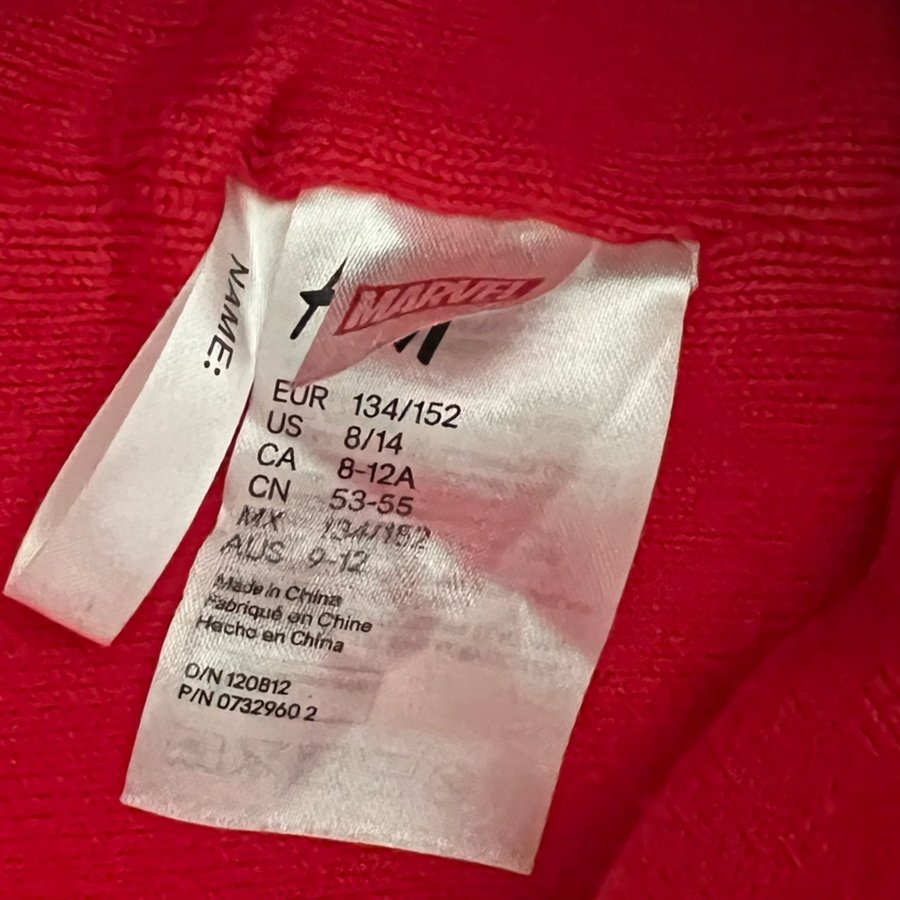 NAME:
MARVEL
EUR 134/152
US 8/14
CA 8-12A
CN 53-55
MX 134/152
AUS 9-12
Made in China
Fabriqué en Chine
Hecho en China
O/N 120812
P/N 0732960 2